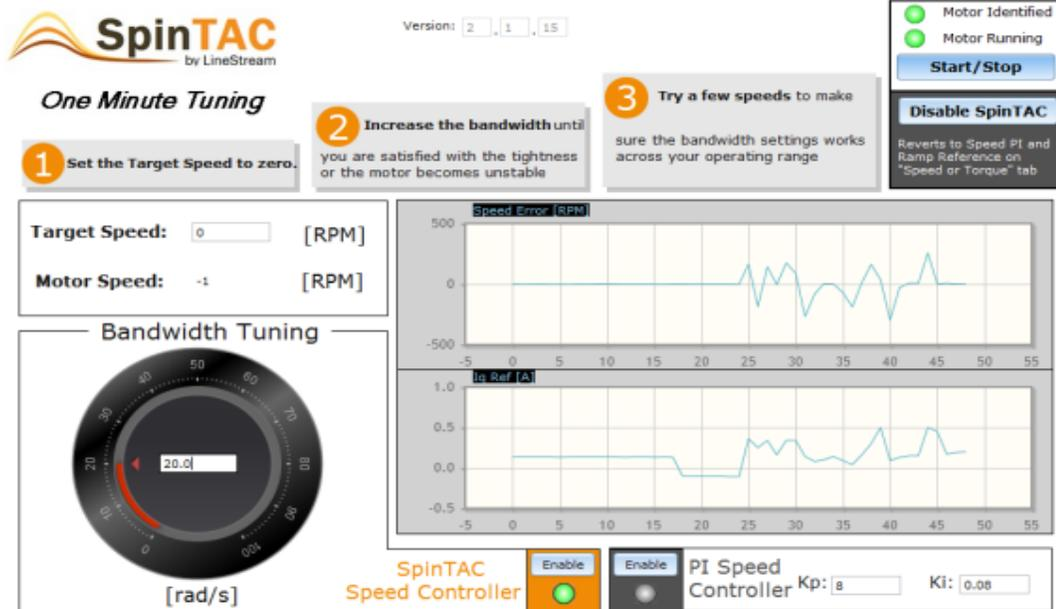 SpinTAC
by LineStream
Version: 2 . 1 . 15
Motor Identified
Motor Running
Start/Stop
Disable SpinTAC
Reverts to Speed PI and
Ramp Reference on
"Speed or Torque" tab
One Minute Tuning
1 Set the Target Speed to zero.
2 Increase the bandwidth until
you are satisfied with the tightness
or the motor becomes unstable
3 Try a few speeds to make
sure the bandwidth settings works
across your operating range
Target Speed: 0 [RPM]
Motor Speed: -1 [RPM]
Speed Error [RPM]
500
0
-500
-5 0 5 10 15 20 25 30 35 40 45 50 55
Iq Ref [A]
1.0
0.5
0.0
-0.5
-5 0 5 10 15 20 25 30 35 40 45 50 55
Bandwidth Tuning
0 10 20 30 40 50 60 70 80 90 100
20.0
[rad/s]
SpinTAC
Speed Controller
Enable
Enable
PI Speed
Controller Kp: 8 Ki: 0.08